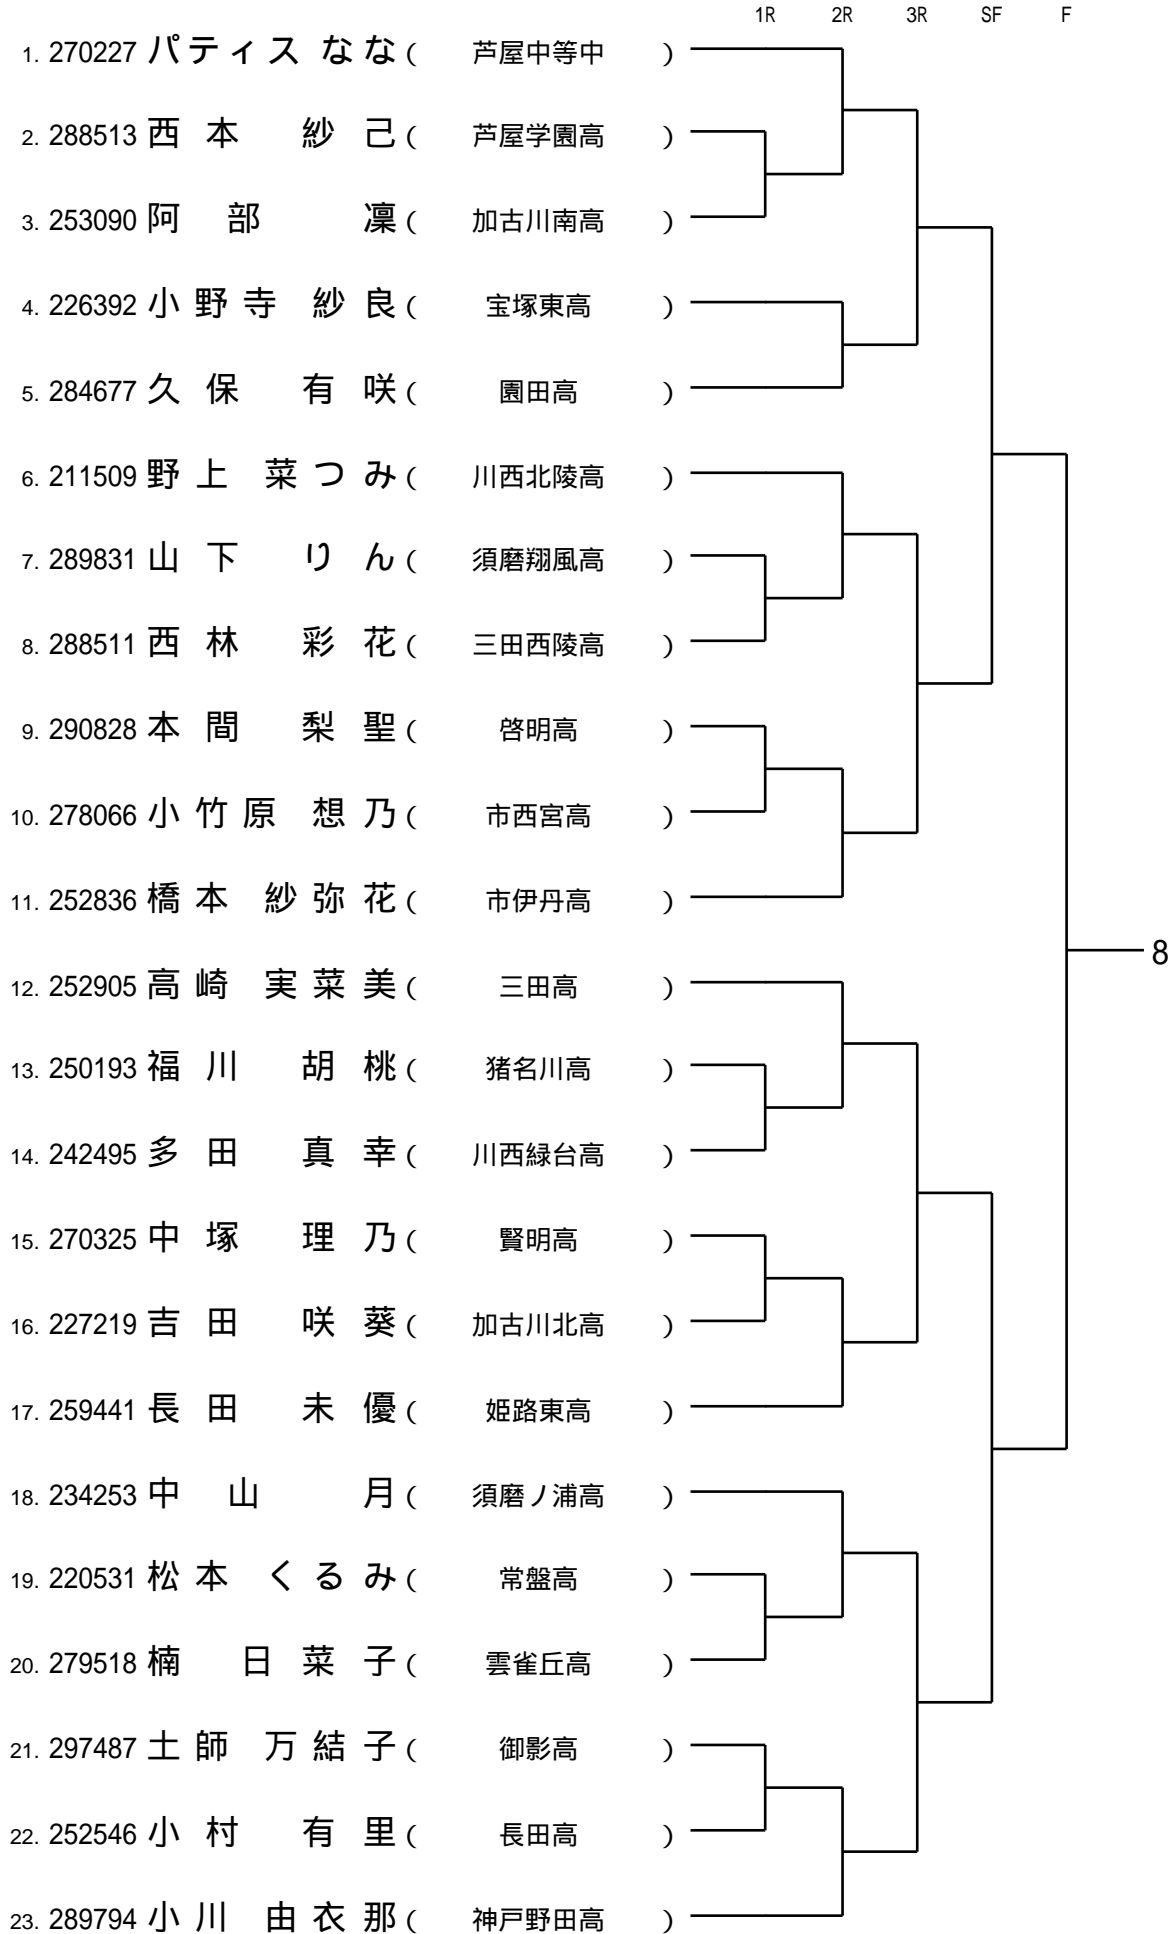 1R 2R 3R SF F
1. 270227 パティス なな ( 芦屋中等中 )
2. 288513 西本 紗己 ( 芦屋学園高 )
3. 253090 阿部 凜 ( 加古川南高 )
4. 226392 小野寺 紗良 ( 宝塚東高 )
5. 284677 久保 有咲 ( 園田高 )
6. 211509 野上 菜つみ ( 川西北陵高 )
7. 289831 山下 りん ( 須磨翔風高 )
8. 288511 西林 彩花 ( 三田西陵高 )
9. 290828 本間 梨聖 ( 啓明高 )
10. 278066 小竹原 想乃 ( 市西宮高 )
11. 252836 橋本 紗弥花 ( 市伊丹高 )
8
12. 252905 高崎 実菜美 ( 三田高 )
13. 250193 福川 胡桃 ( 猪名川高 )
14. 242495 多田 真幸 ( 川西緑台高 )
15. 270325 中塚 理乃 ( 賢明高 )
16. 227219 吉田 咲葵 ( 加古川北高 )
17. 259441 長田 未優 ( 姫路東高 )
18. 234253 中山 月 ( 須磨ノ浦高 )
19. 220531 松本 くるみ ( 常盤高 )
20. 279518 楠 日菜子 ( 雲雀丘高 )
21. 297487 土師 万結子 ( 御影高 )
22. 252546 小村 有里 ( 長田高 )
23. 289794 小川 由衣那 ( 神戸野田高 )